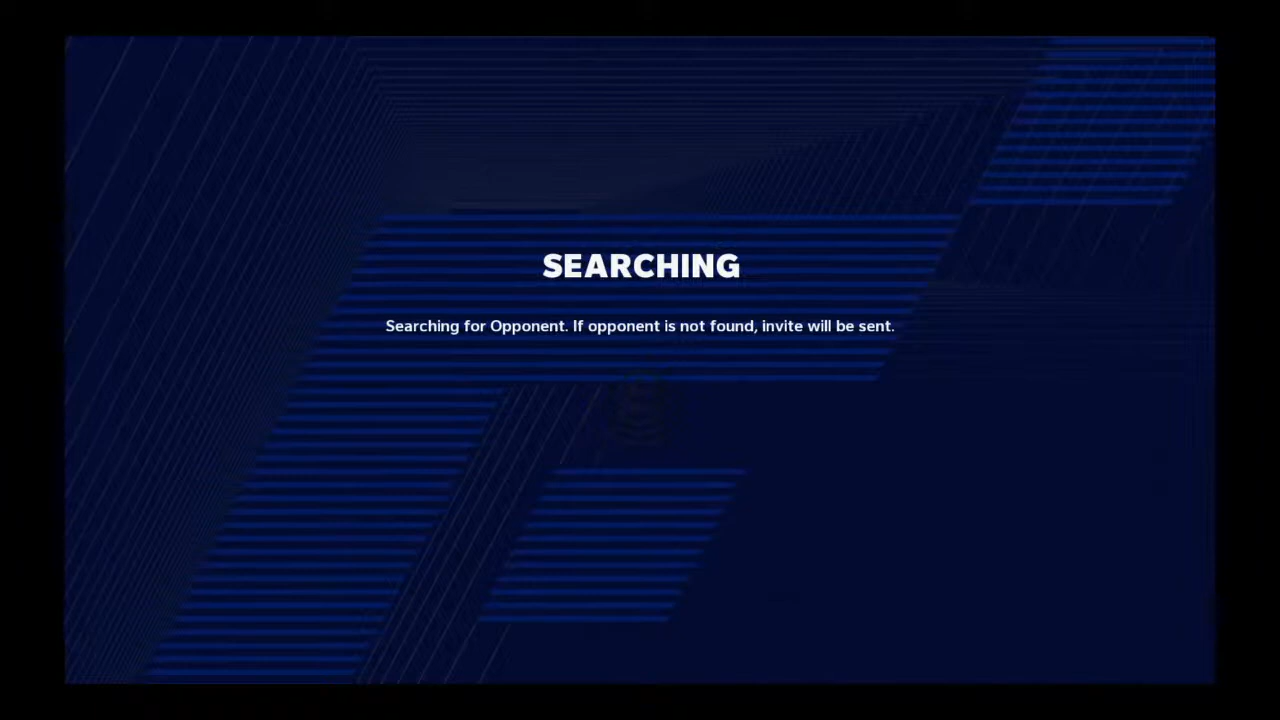 SEARCHING
Searching for Opponent. If opponent is not found, invite will be sent.